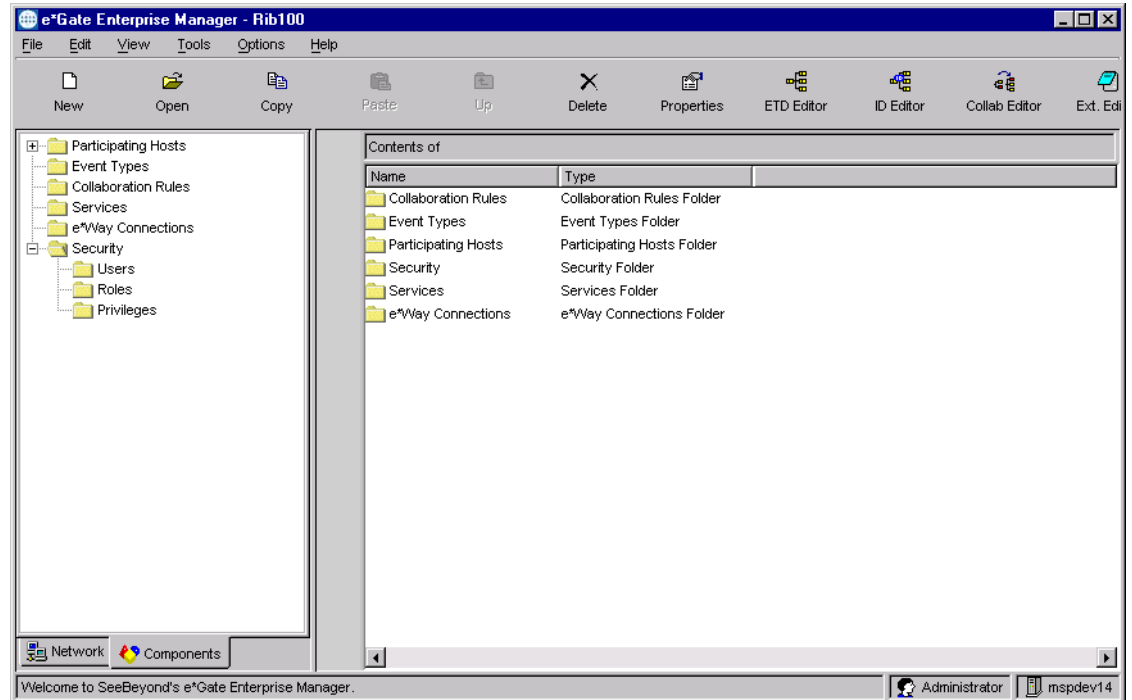 e*Gate Enterprise Manager - Rib100
File Edit View Tools Options Help
New Open Copy Paste Up Delete Properties ETD Editor ID Editor Collab Editor Ext. Edi
Participating Hosts
Event Types
Collaboration Rules
Services
e*Way Connections
Security
Users
Roles
Privileges
Network Components
Contents of
Name Type
Collaboration Rules Collaboration Rules Folder
Event Types Event Types Folder
Participating Hosts Participating Hosts Folder
Security Security Folder
Services Services Folder
e*Way Connections e*Way Connections Folder
Welcome to SeeBeyond's e*Gate Enterprise Manager. Administrator mspdev14